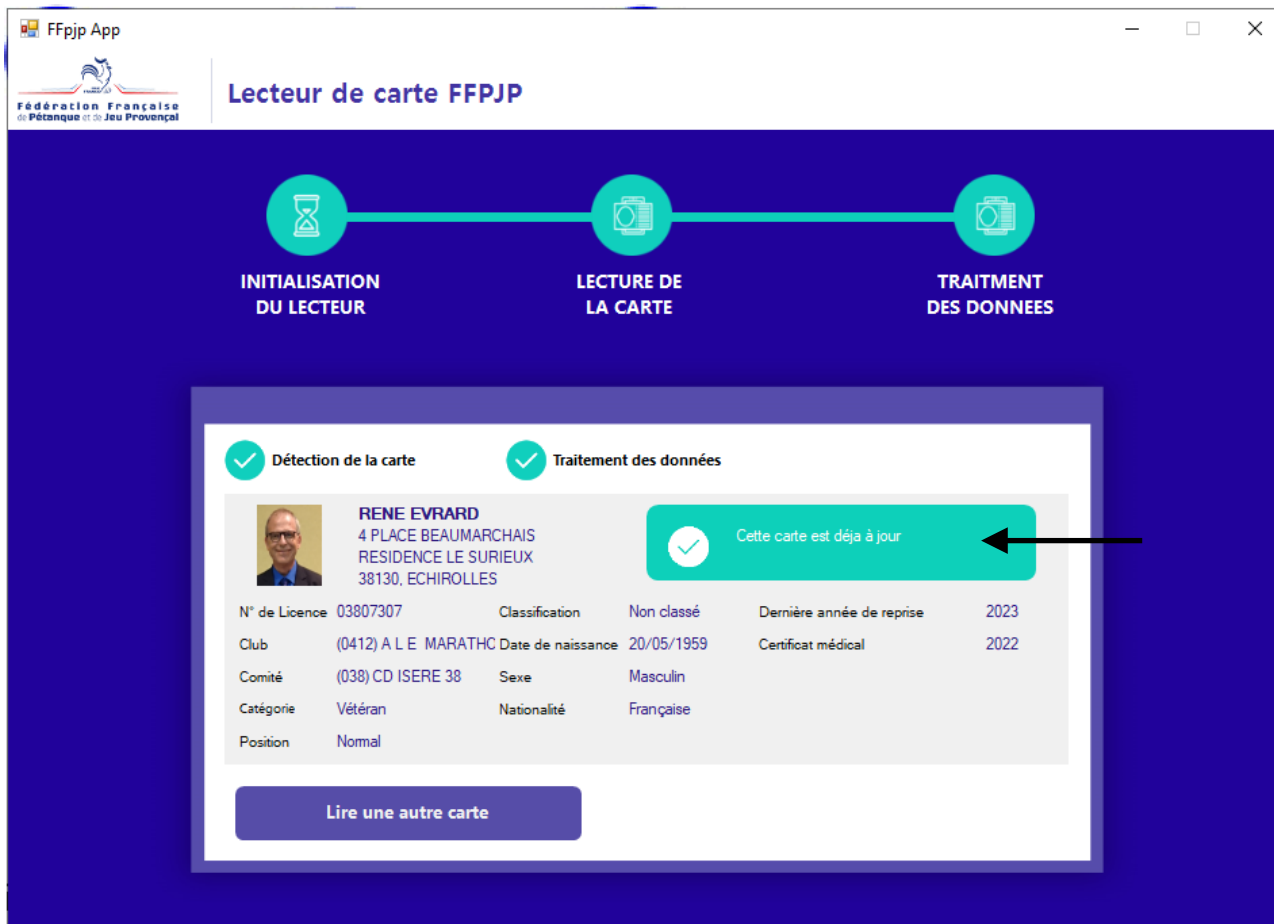 FFpjp App
Fédération Française
de Pétanque et de Jeu Provençal
Lecteur de carte FFPJP
INITIALISATION
DU LECTEUR
LECTURE DE
LA CARTE
TRAITMENT
DES DONNEES
Détection de la carte
Traitement des données
RENE EVRARD
4 PLACE BEAUMARCHAIS
RESIDENCE LE SURIEUX
38130, ECHIROLLES
Cette carte est déja à jour
N° de Licence 03807307 Classification Non classé Dernière année de reprise 2023
Club (0412) A L E MARATHC Date de naissance 20/05/1959 Certificat médical 2022
Comité (038) CD ISERE 38 Sexe Masculin
Catégorie Vétéran Nationalité Française
Position Normal
Lire une autre carte